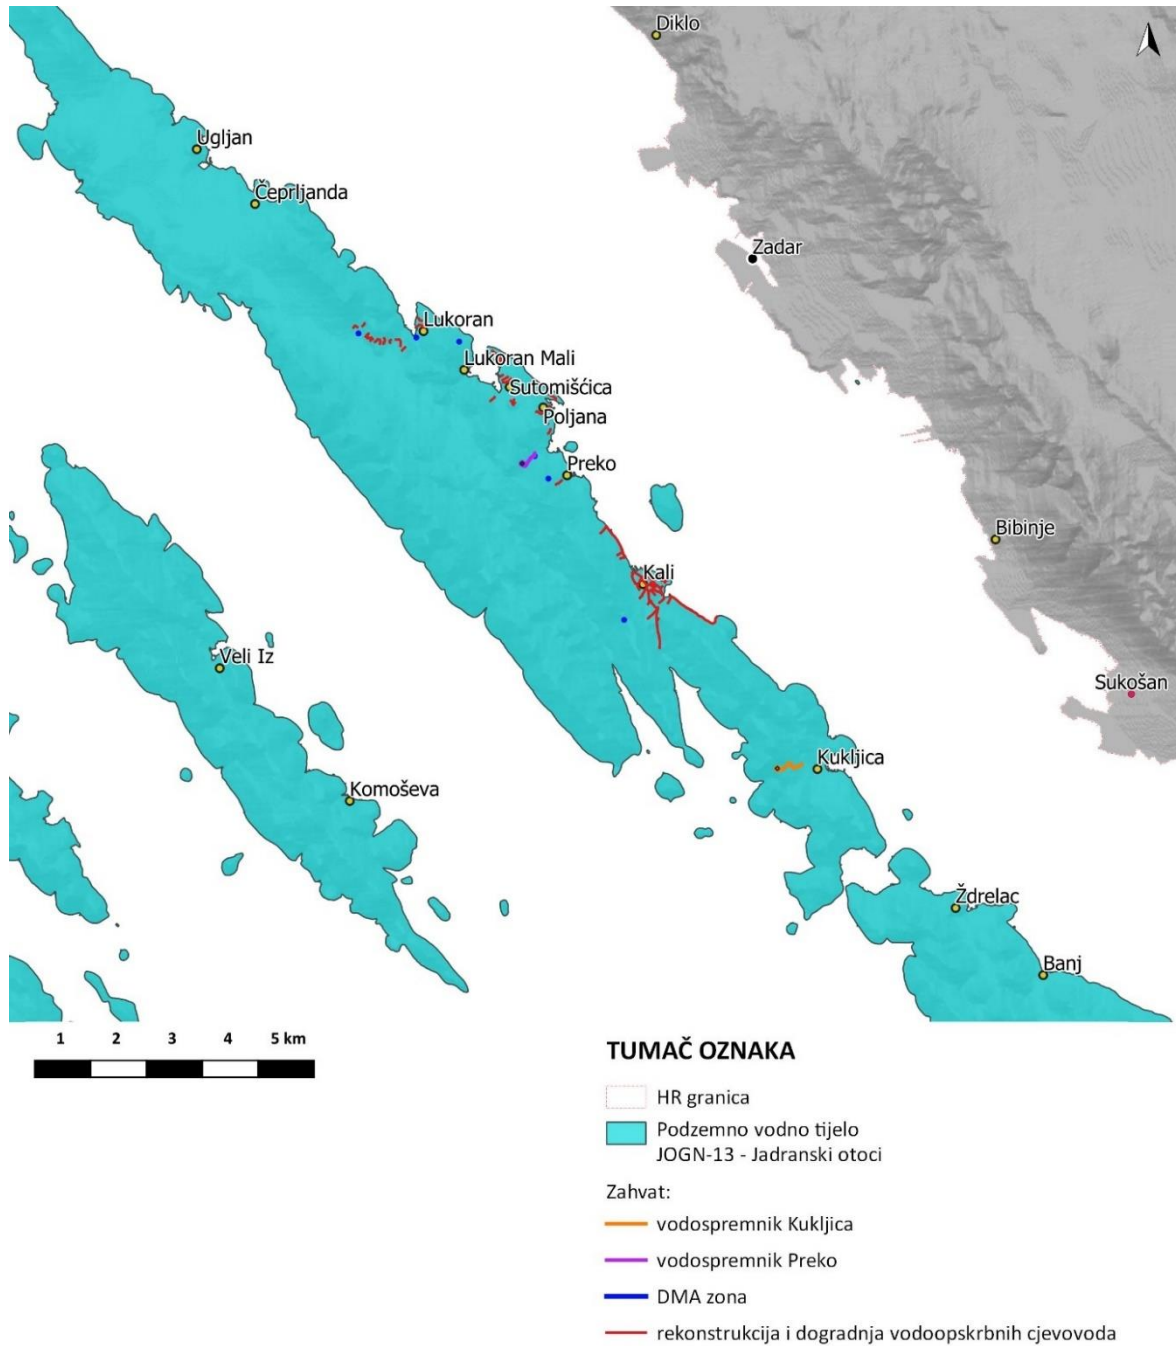 Diklo
Ugljan
Čeprljanda
Zadar
Lukoran
Lukoran Mali
Sutomišćica
Poljana
Preko
Bibinje
Kali
Veli Iz
Sukošan
Kukljica
Komoševa
Ždrelac
Banj
1 2 3 4 5 km
TUMAČ OZNAKA
HR granica
Podzemno vodno tijelo
JOGN-13 - Jadranski otoci
Zahvat:
vodospremnik Kukljica
vodospremnik Preko
DMA zona
rekonstrukcija i dogradnja vodoopskrbnih cjevovoda